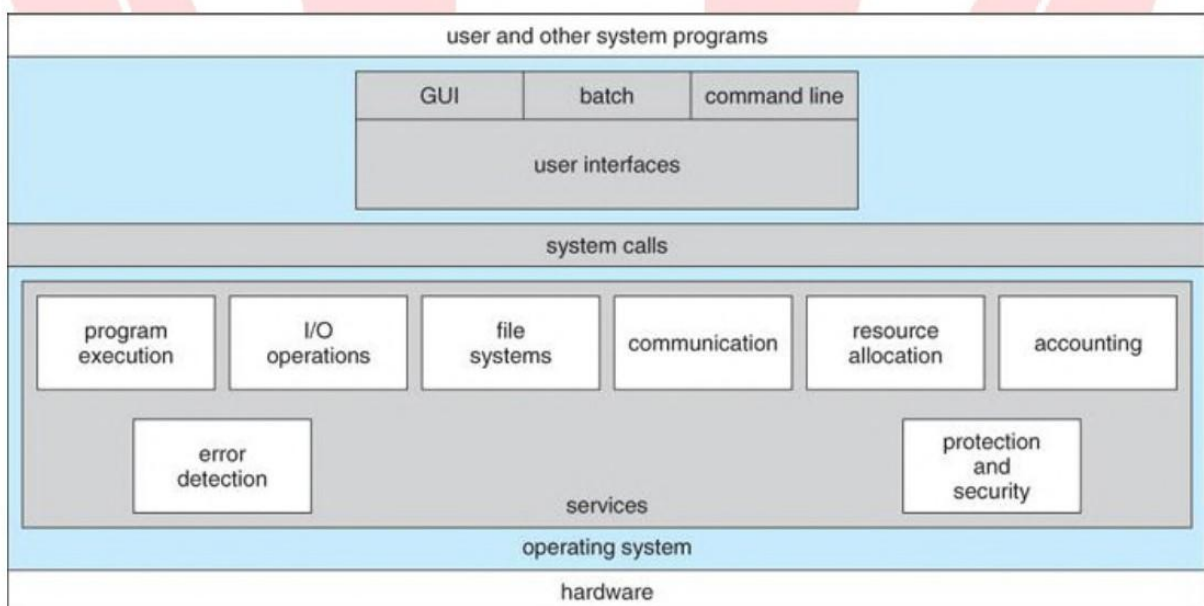 user and other system programs
GUI
batch
command line
user interfaces
system calls
program
execution
I/O
operations
file
systems
communication
resource
allocation
accounting
error
detection
protection
and
security
services
operating system
hardware